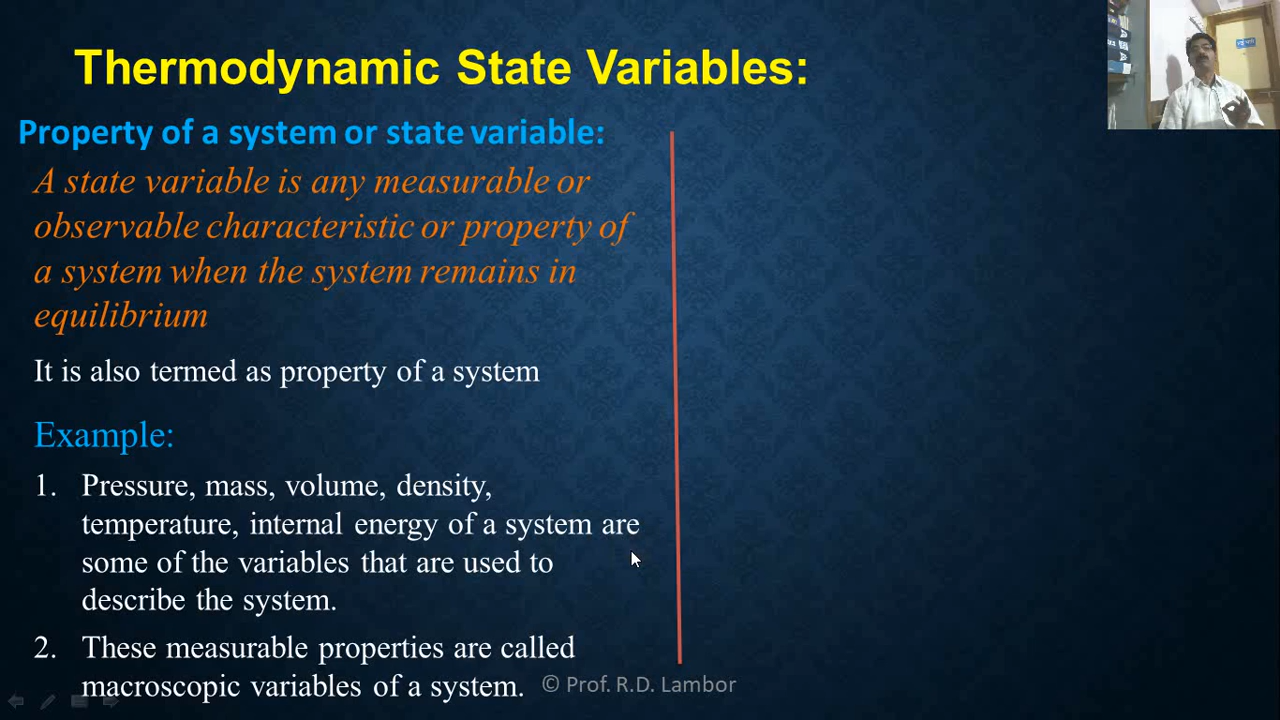 Thermodynamic State Variables:
Property of a system or state variable:
A state variable is any measurable or
observable characteristic or property of
a system when the system remains in
equilibrium
It is also termed as property of a system
Example:
1. Pressure, mass, volume, density,
temperature, internal energy of a system are
some of the variables that are used to
describe the system.
2. These measurable properties are called
macroscopic variables of a system.
© Prof. R.D. Lambor